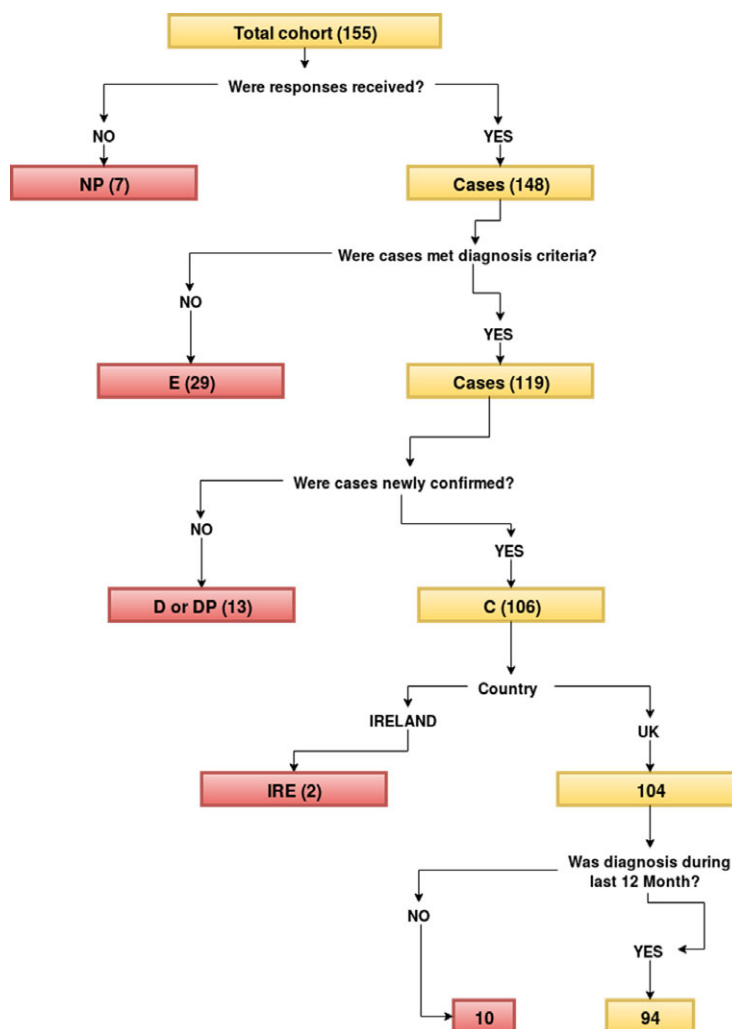 Total cohort (155)
Were responses received?
NO
YES
NP (7)
Cases (148)
Were cases met diagnosis criteria?
NO
YES
E (29)
Cases (119)
Were cases newly confirmed?
NO
YES
D or DP (13)
C (106)
Country
IRELAND
UK
IRE (2)
104
Was diagnosis during
last 12 Month?
NO
YES
10
94